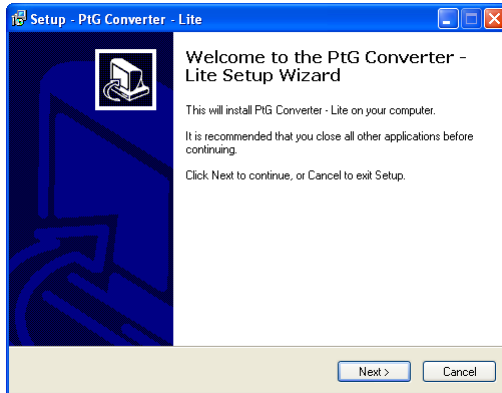 Setup - PtG Converter - Lite
Welcome to the PtG Converter -
Lite Setup Wizard
This will install PtG Converter - Lite on your computer.
It is recommended that you close all other applications before
continuing.
Click Next to continue, or Cancel to exit Setup.
Next >
Cancel